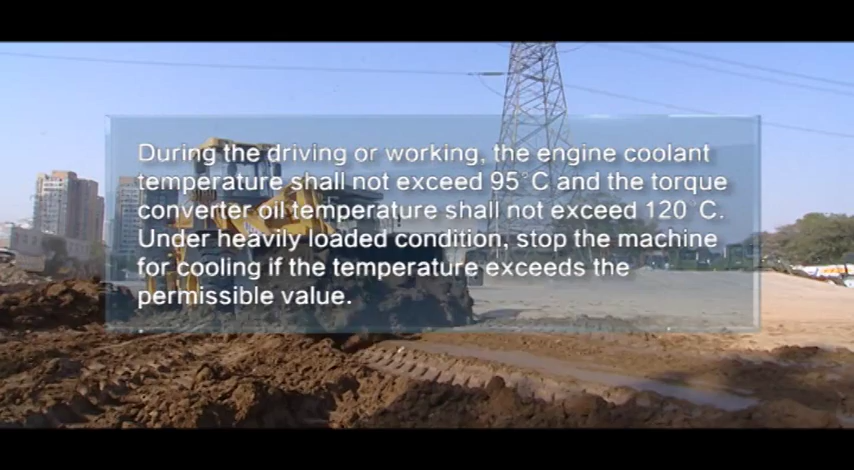 During the driving or working, the engine coolant
temperature shall not exceed 95°C and the torque
converter oil temperature shall not exceed 120°C.
Under heavily loaded condition, stop the machine
for cooling if the temperature exceeds the
permissible value.